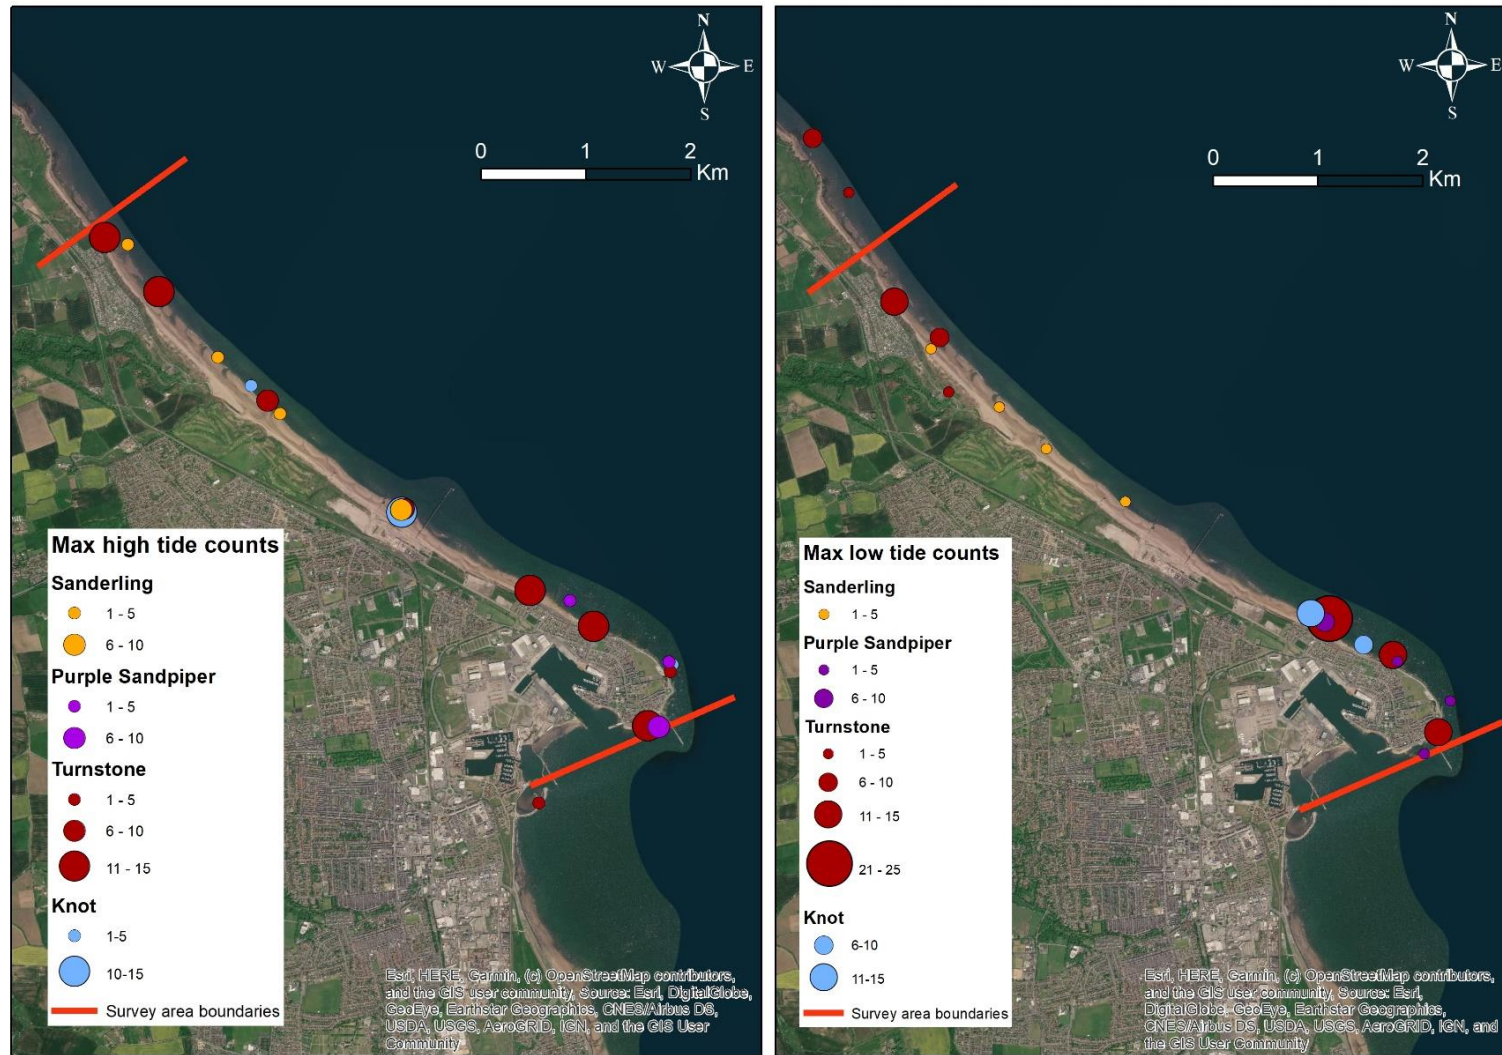 N
W E
S
0 1 2
Km
Max high tide counts
Sanderling
1 - 5
6 - 10
Purple Sandpiper
1 - 5
6 - 10
Turnstone
1 - 5
6 - 10
11 - 15
Knot
1-5
10-15
Survey area boundaries
Esri, HERE, Garmin, (c) OpenStreetMap contributors,
and the GIS user community, Source: Esri, DigitalGlobe,
GeoEye, Earthstar Geographics, CNES/Airbus DS,
USDA, USGS, AeroGRID, IGN, and the GIS User
Community
N
W E
S
0 1 2
Km
Max low tide counts
Sanderling
1 - 5
Purple Sandpiper
1 - 5
6 - 10
Turnstone
1 - 5
6 - 10
11 - 15
21 - 25
Knot
6-10
11-15
Survey area boundaries
Esri, HERE, Garmin, (c) OpenStreetMap contributors,
and the GIS user community, Source: Esri,
DigitalGlobe, GeoEye, Earthstar Geographics,
CNES/Airbus DS, USDA, USGS, AeroGRID, IGN, and
the GIS User Community